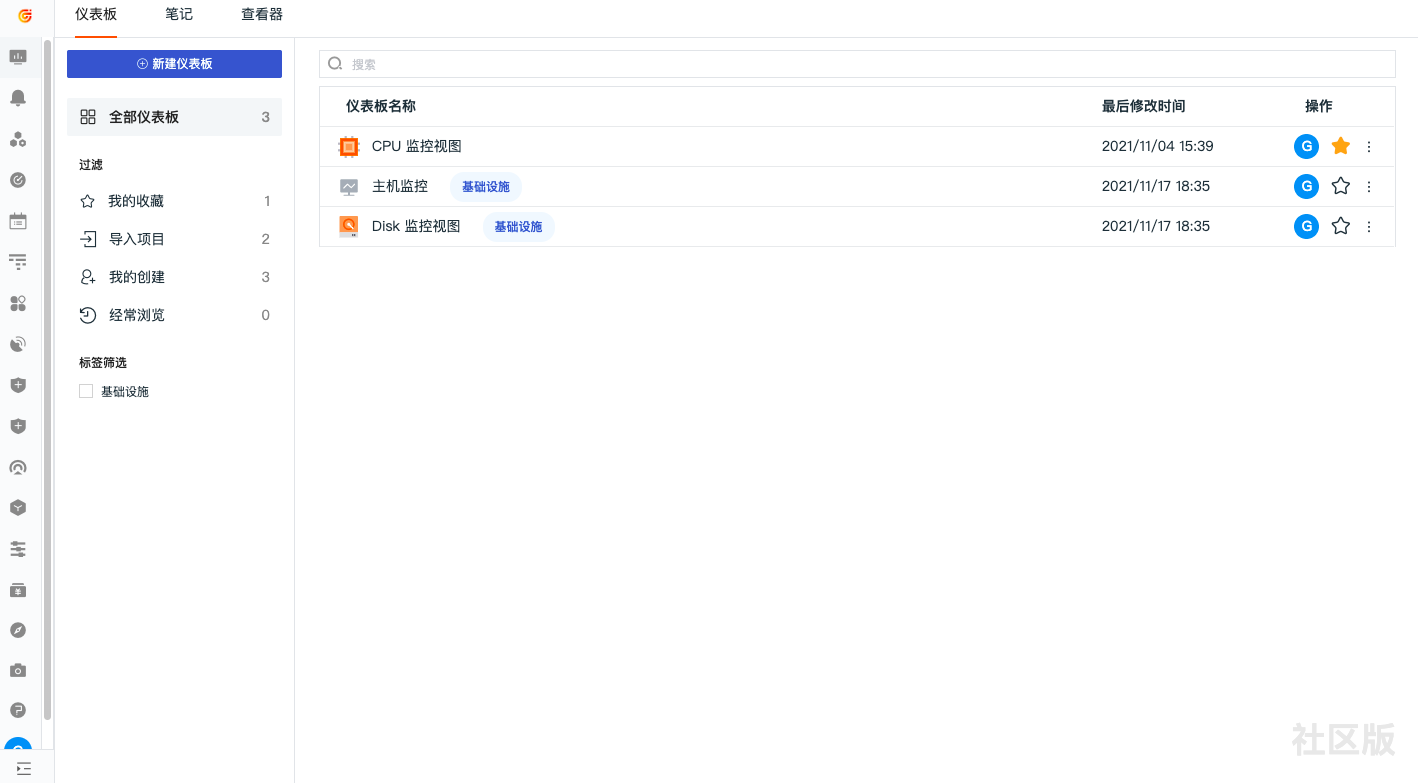 仪表板 笔记 查看器
新建仪表板
全部仪表板 3
过滤
我的收藏 1
导入项目 2
我的创建 3
经常浏览 0
标签筛选
基础设施
搜索
仪表板名称 最后修改时间 操作
CPU 监控视图 2021/11/04 15:39 G
主机监控 基础设施 2021/11/17 18:35 G
Disk 监控视图 基础设施 2021/11/17 18:35 G
社区版